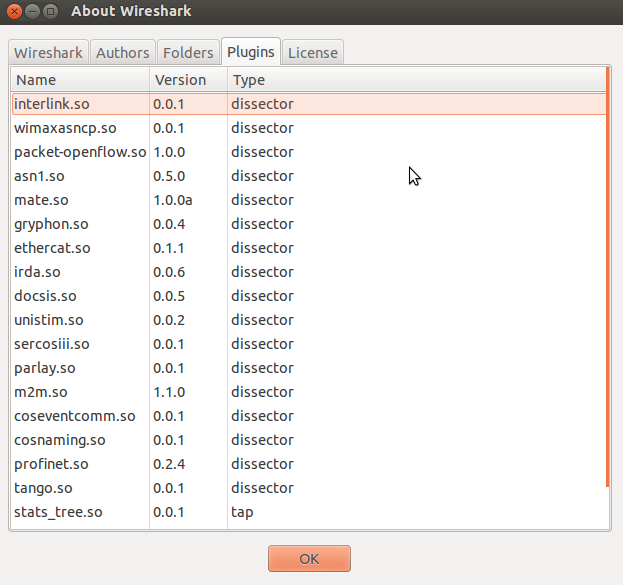 About Wireshark
Wireshark Authors Folders Plugins License
Name Version Type
interlink.so 0.0.1 dissector
wimaxasncp.so 0.0.1 dissector
packet-openflow.so 1.0.0 dissector
asn1.so 0.5.0 dissector
mate.so 1.0.0a dissector
gryphon.so 0.0.4 dissector
ethercat.so 0.1.1 dissector
irda.so 0.0.6 dissector
docsis.so 0.0.5 dissector
unistim.so 0.0.2 dissector
sercosiii.so 0.0.1 dissector
parlay.so 0.0.1 dissector
m2m.so 1.1.0 dissector
coseventcomm.so 0.0.1 dissector
cosnaming.so 0.0.1 dissector
profinet.so 0.2.4 dissector
tango.so 0.0.1 dissector
stats_tree.so 0.0.1 tap
OK